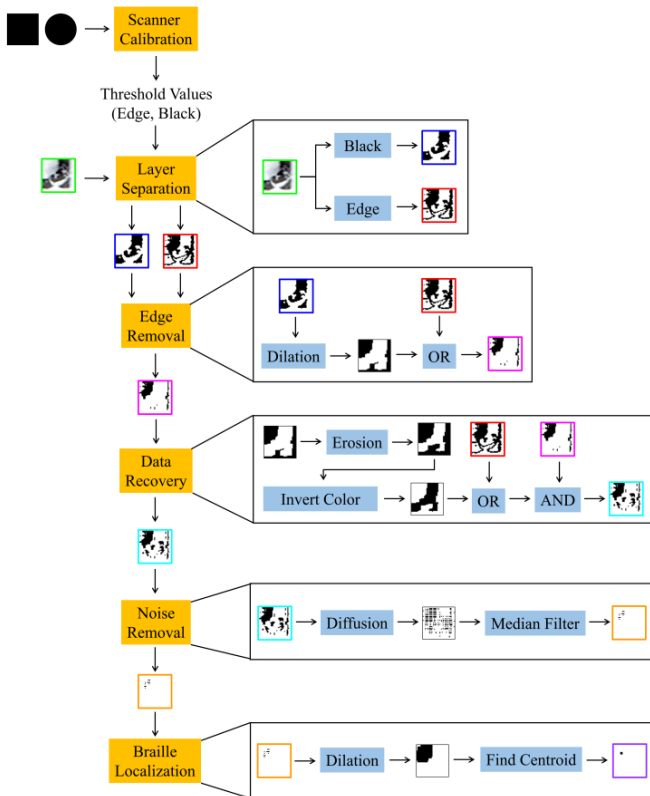 Scanner
Calibration
Threshold Values
(Edge, Black)
Layer
Separation
Black
Edge
Edge
Removal
Dilation
OR
Data
Recovery
Erosion
Invert Color
OR
AND
Noise
Removal
Diffusion
Median Filter
Braille
Localization
Dilation
Find Centroid